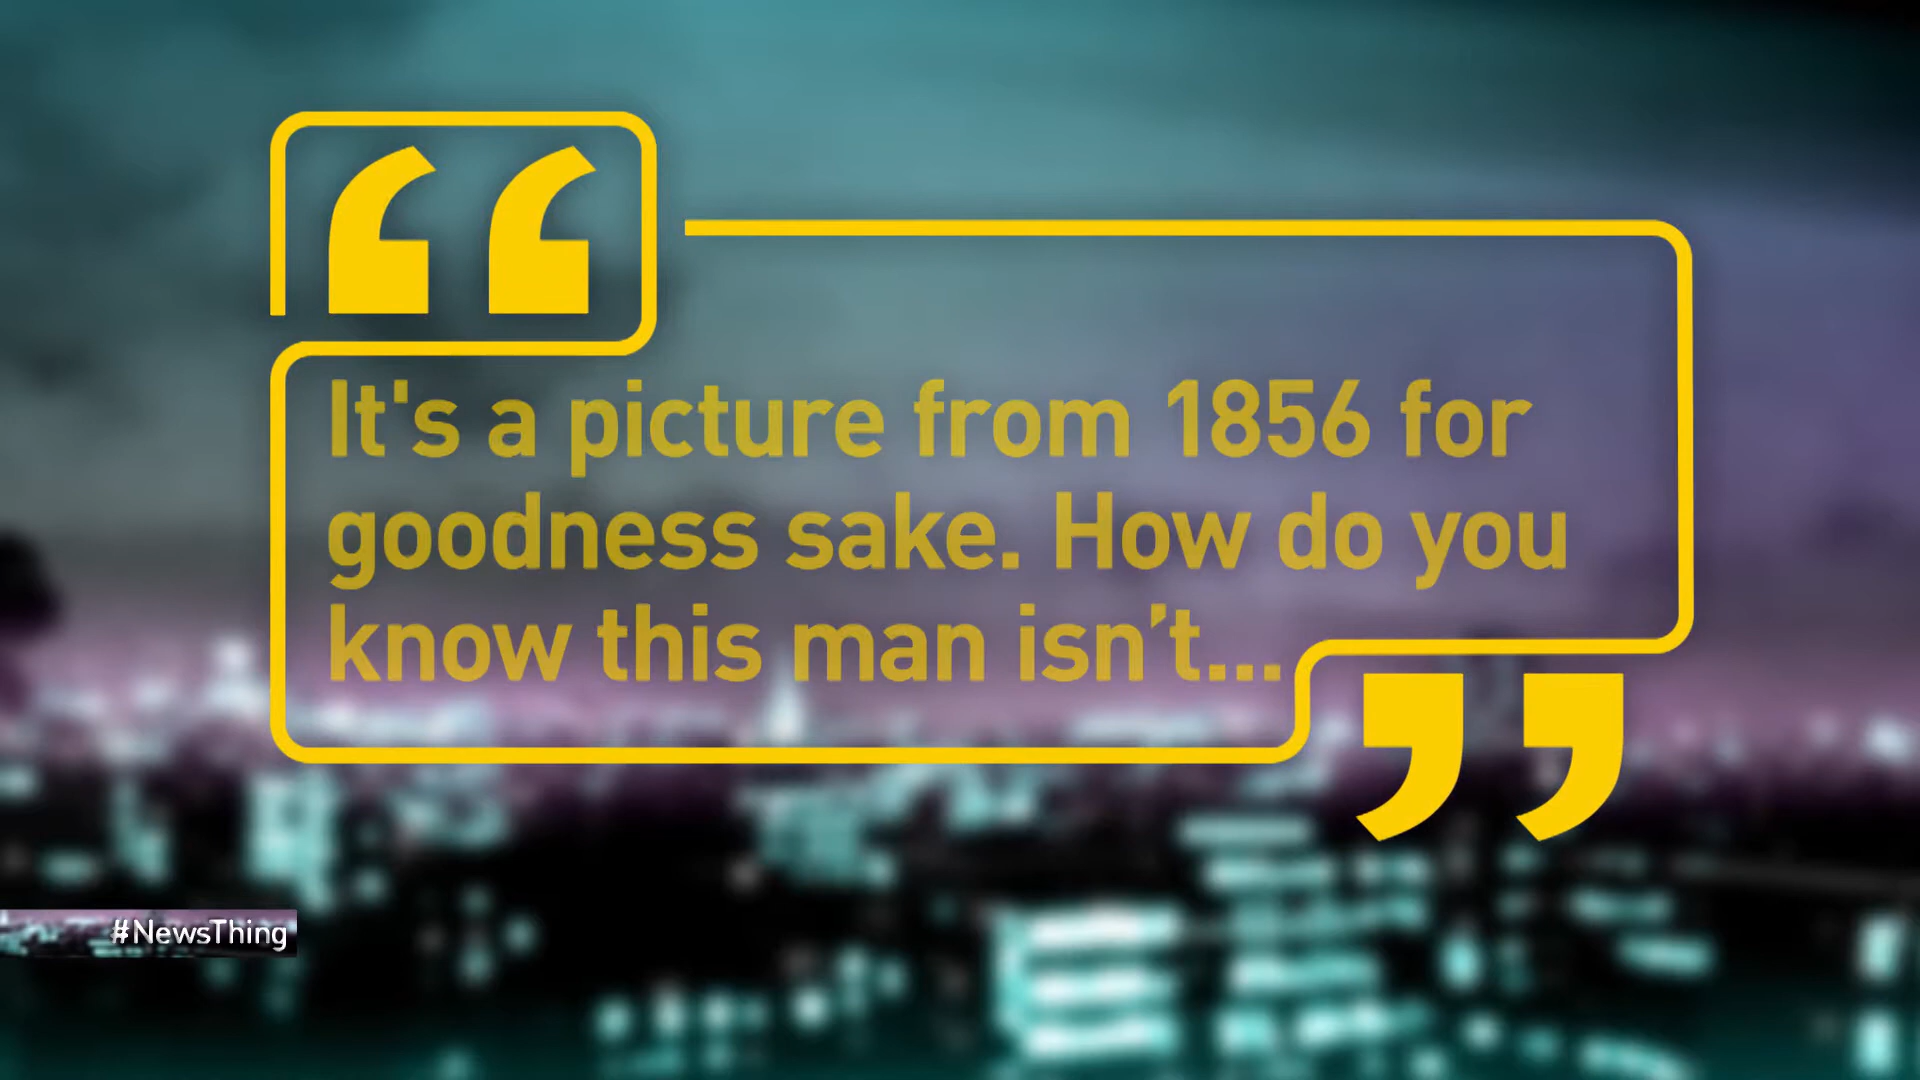 It's a picture from 1856 for
goodness sake. How do you
know this man isn’t...
#NewsThing